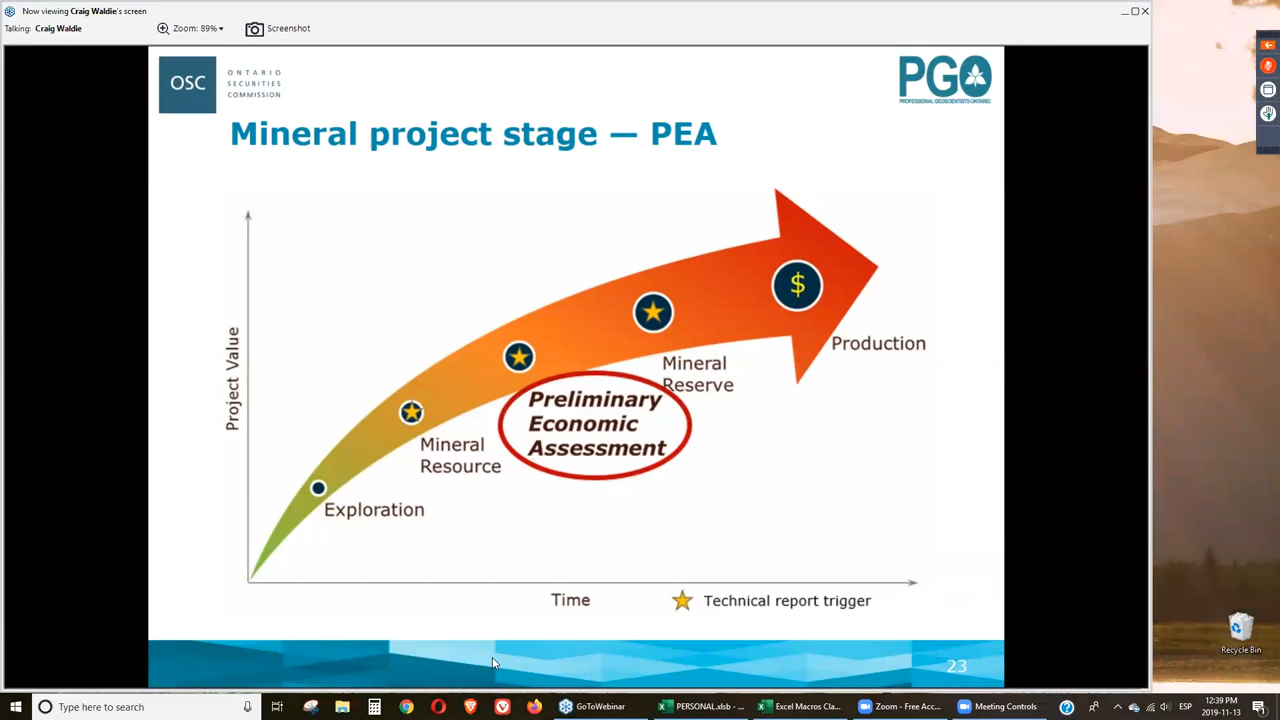 Now viewing Craig Waldie's screen
Talking: Craig Waldie
Zoom: 89%
Screenshot
OSC
ONTARIO
SECURITIES
COMMISSION
PGO
PROFESSIONAL GEOSCIENTISTS ONTARIO
Mineral project stage — PEA
Project Value
$
Production
Mineral
Reserve
Preliminary
Economic
Assessment
Mineral
Resource
Exploration
Time
Technical report trigger
23
Recycle Bin
Type here to search
GoToWebinar
PERSONAL.xlsb - ...
Excel Macros Cla...
Zoom - Free Acc...
Meeting Controls
ESP
12:39 PM
2019-11-13